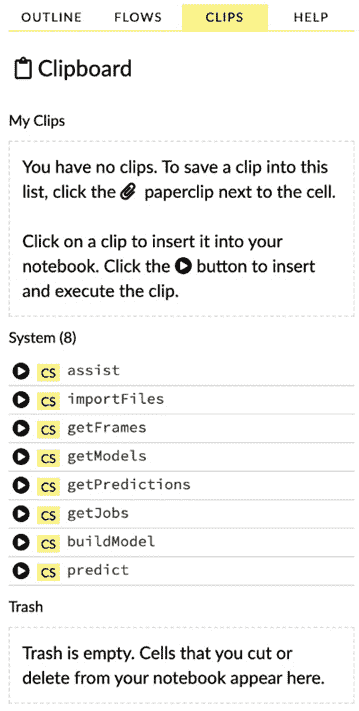 OUTLINE FLOWS CLIPS HELP
Clipboard
My Clips
You have no clips. To save a clip into this
list, click the paperclip next to the cell.
Click on a clip to insert it into your
notebook. Click the button to insert
and execute the clip.
System (8)
CS assist
CS importFiles
CS getFrames
CS getModels
CS getPredictions
CS getJobs
CS buildModel
CS predict
Trash
Trash is empty. Cells that you cut or
delete from your notebook appear here.